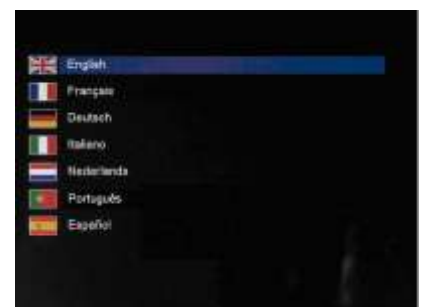 English
Français
Deutsch
Italiano
Nederlands
Português
Español